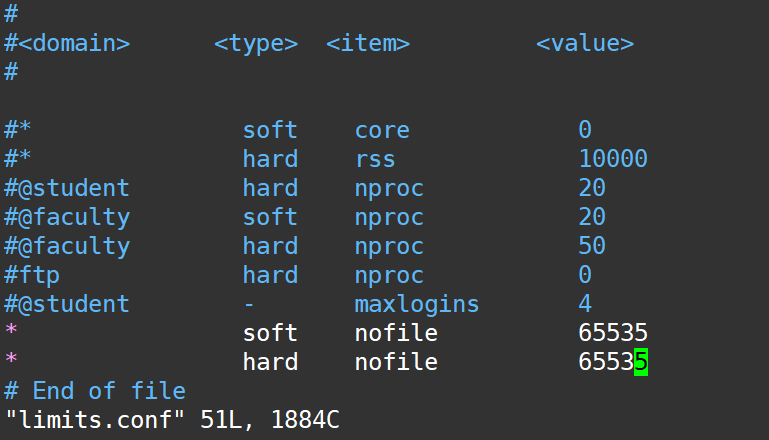 #
#<domain>      <type>  <item>         <value>
#

#*               soft    core            0
#*               hard    rss             10000
#@student        hard    nproc           20
#@faculty        soft    nproc           20
#@faculty        hard    nproc           50
#ftp             hard    nproc           0
#@student        -       maxlogins       4
*                soft    nofile          65535
*                hard    nofile          65535
# End of file
"limits.conf" 51L, 1884C